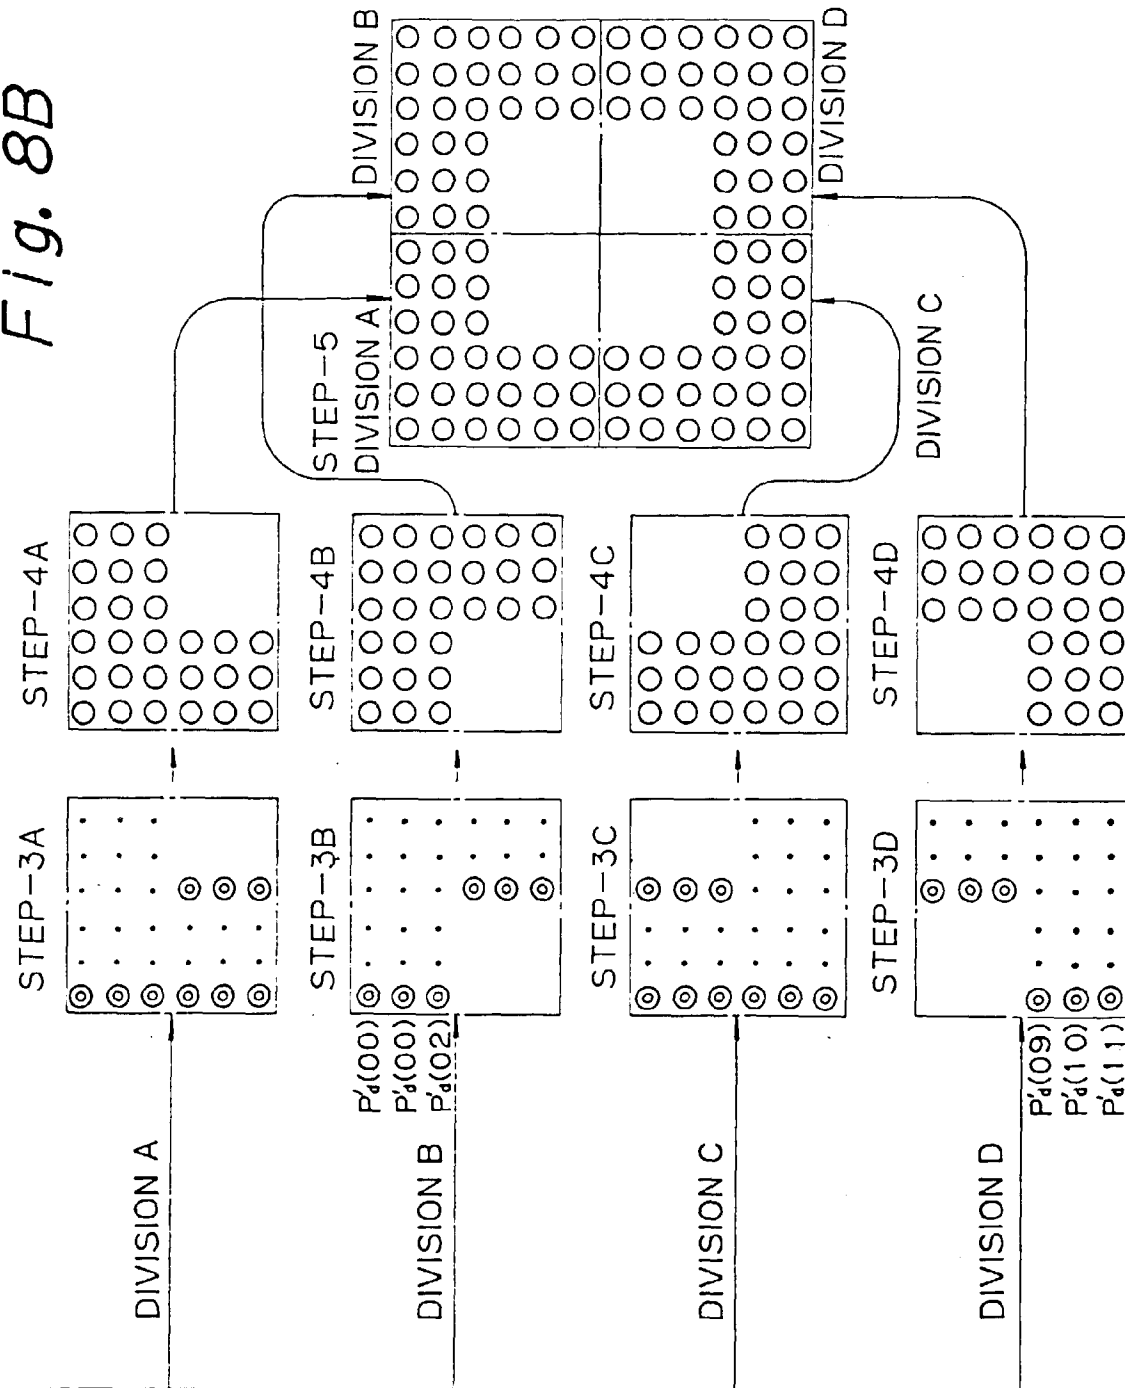 Fig. 8B
DIVISION A
STEP-3A
STEP-4A
DIVISION B
P'd(00)
P'd(00)
P'd(02)
STEP-3B
STEP-4B
STEP-5
DIVISION A
DIVISION B
DIVISION C
STEP-3C
STEP-4C
DIVISION C
DIVISION D
DIVISION D
P'd(09)
P'd(10)
P'd(11)
STEP-3D
STEP-4D